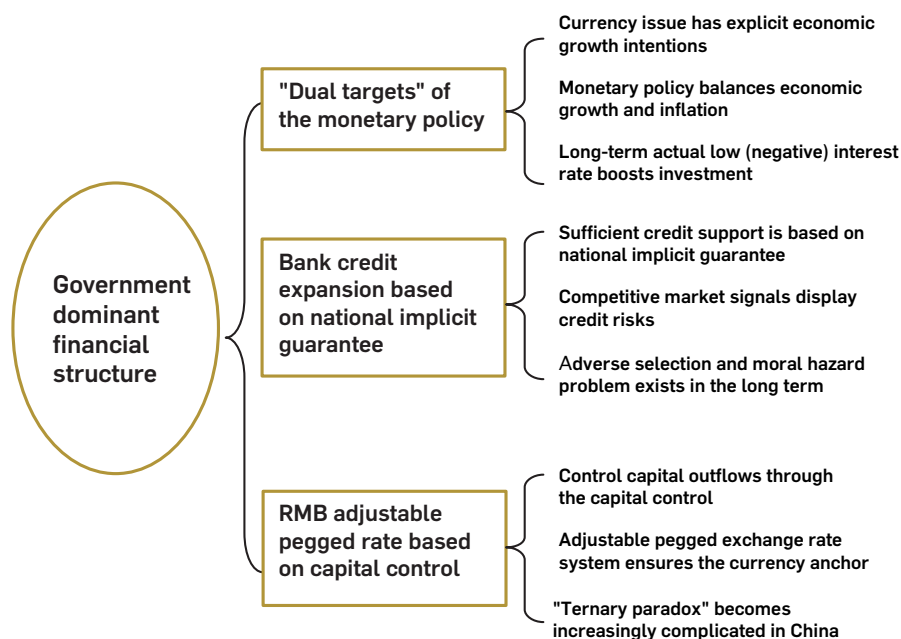 Government
dominant
financial
structure
"Dual targets" of
the monetary policy
Currency issue has explicit economic
growth intentions
Monetary policy balances economic
growth and inflation
Long-term actual low (negative) interest
rate boosts investment
Bank credit
expansion based
on national implicit
guarantee
Sufficient credit support is based on
national implicit guarantee
Competitive market signals display
credit risks
Adverse selection and moral hazard
problem exists in the long term
RMB adjustable
pegged rate based
on capital control
Control capital outflows through
the capital control
Adjustable pegged exchange rate
system ensures the currency anchor
"Ternary paradox" becomes
increasingly complicated in China